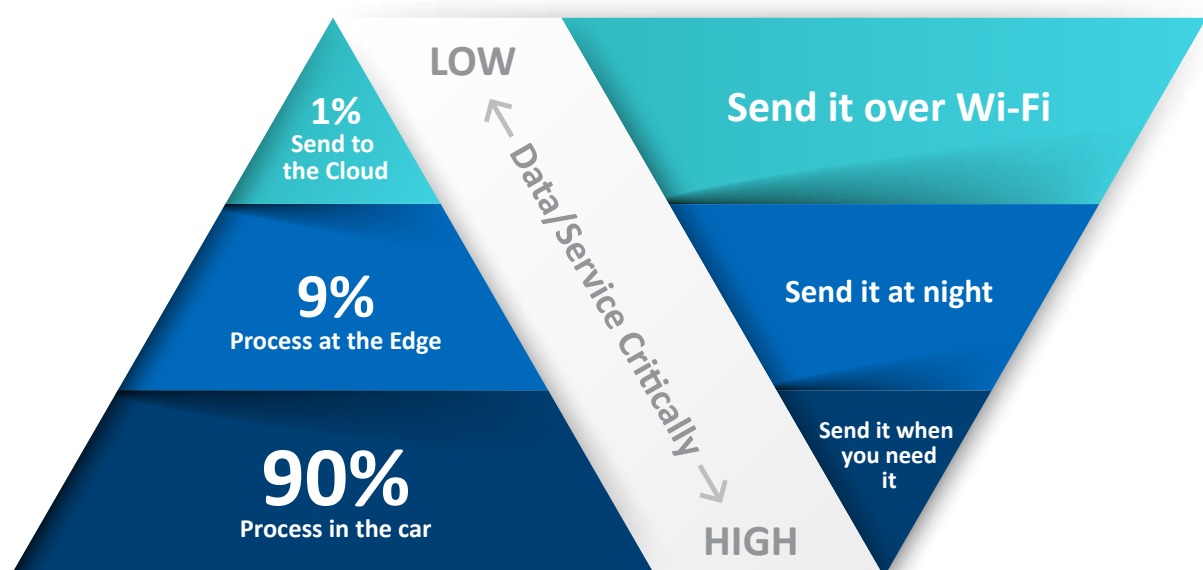 1%
Send to
the Cloud
9%
Process at the Edge
90%
Process in the car
LOW
Data/Service Critically
HIGH
Send it over Wi-Fi
Send it at night
Send it when
you need
it